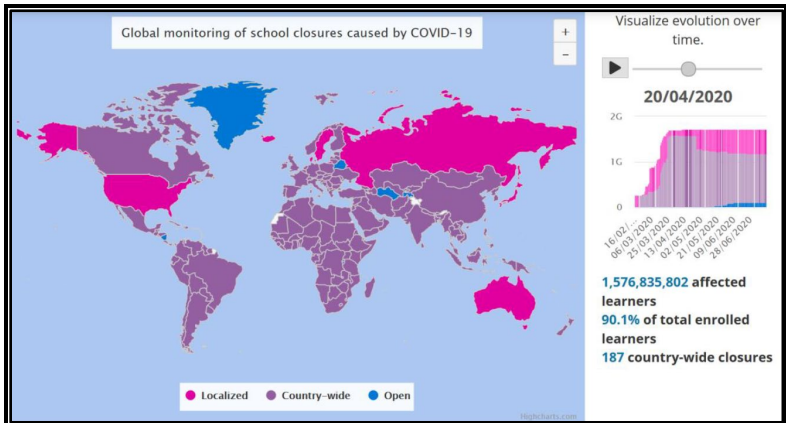 Global monitoring of school closures caused by COVID-19
+
−
Localized
Country-wide
Open
Highcharts.com
Visualize evolution over
time.
20/04/2020
2G
1G
0
16/02/...
06/03/2020
25/03/2020
13/04/2020
02/05/2020
21/05/2020
09/06/2020
28/06/2020
1,576,835,802 affected
learners
90.1% of total enrolled
learners
187 country-wide closures